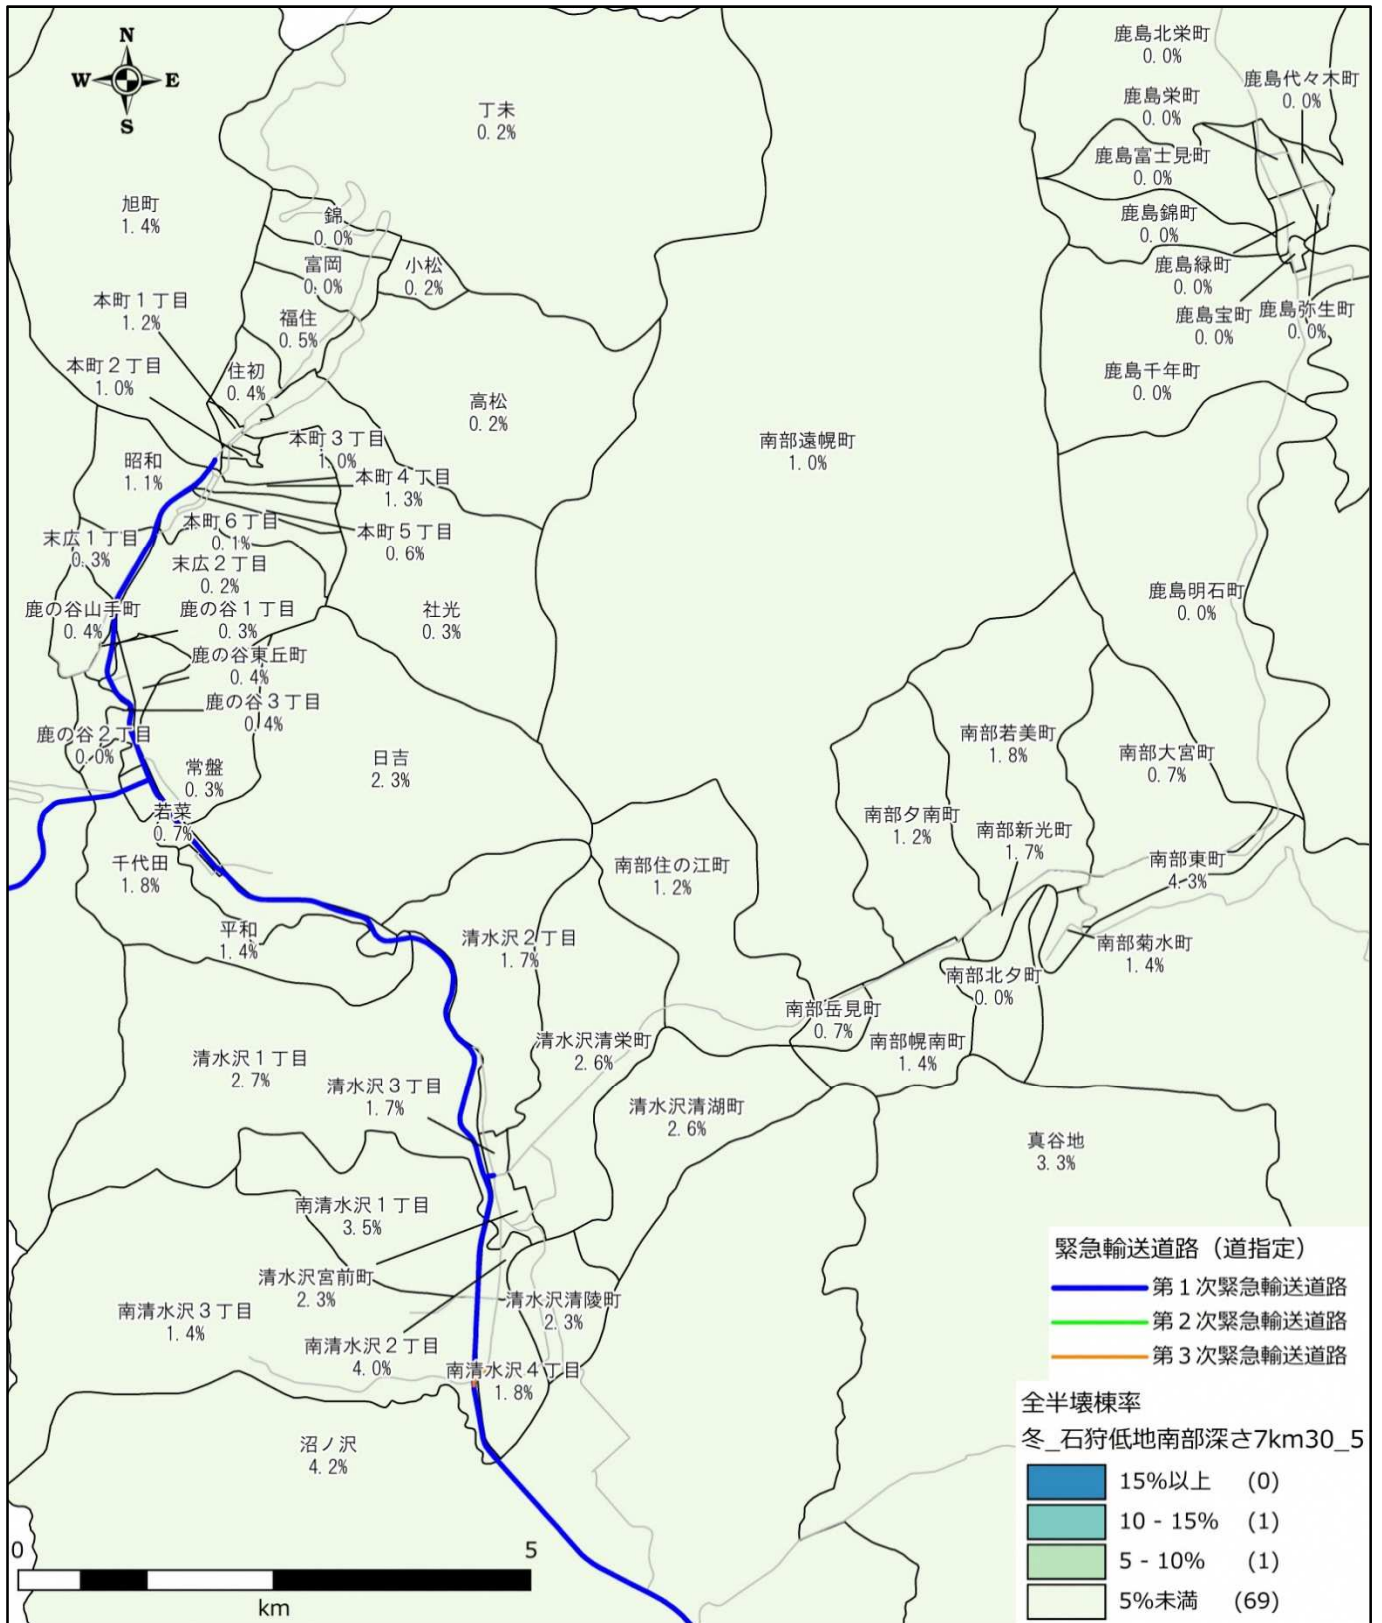 N
W E
S
鹿島北栄町
0.0%
鹿島代々木町
0.0%
鹿島栄町
0.0%
丁未
0.2%
鹿島富士見町
0.0%
旭町
1.4%
錦
0.0%
鹿島錦町
0.0%
富岡
0.0%
小松
0.2%
鹿島緑町
0.0%
本町1丁目
1.2%
福住
0.5%
鹿島宝町
0.0%
鹿島弥生町
0.0%
本町2丁目
1.0%
住初
0.4%
鹿島千年町
0.0%
高松
0.2%
本町3丁目
1.0%
南部遠幌町
1.0%
昭和
1.1%
本町4丁目
1.3%
本町6丁目
0.1%
本町5丁目
0.6%
末広1丁目
0.3%
末広2丁目
0.2%
鹿島明石町
0.0%
鹿の谷山手町
0.4%
鹿の谷1丁目
0.3%
社光
0.3%
鹿の谷東丘町
0.4%
鹿の谷3丁目
0.4%
鹿の谷2丁目
0.0%
南部若美町
1.8%
南部大宮町
0.7%
常盤
0.3%
日吉
2.3%
若菜
0.7%
南部夕南町
1.2%
南部新光町
1.7%
千代田
1.8%
南部住の江町
1.2%
南部東町
4.3%
平和
1.4%
清水沢2丁目
1.7%
南部菊水町
1.4%
南部北夕町
0.0%
南部岳見町
0.7%
南部幌南町
1.4%
清水沢1丁目
2.7%
清水沢清栄町
2.6%
清水沢3丁目
1.7%
清水沢清湖町
2.6%
真谷地
3.3%
南清水沢1丁目
3.5%
清水沢宮前町
2.3%
清水沢清陵町
2.3%
南清水沢3丁目
1.4%
南清水沢2丁目
4.0%
南清水沢4丁目
1.8%
沼ノ沢
4.2%
緊急輸送道路（道指定）
第1次緊急輸送道路
第2次緊急輸送道路
第3次緊急輸送道路
全半壊棟率
冬_石狩低地南部深さ7km30_5
15%以上 (0)
10 - 15% (1)
5 - 10% (1)
5%未満 (69)
0 5
km